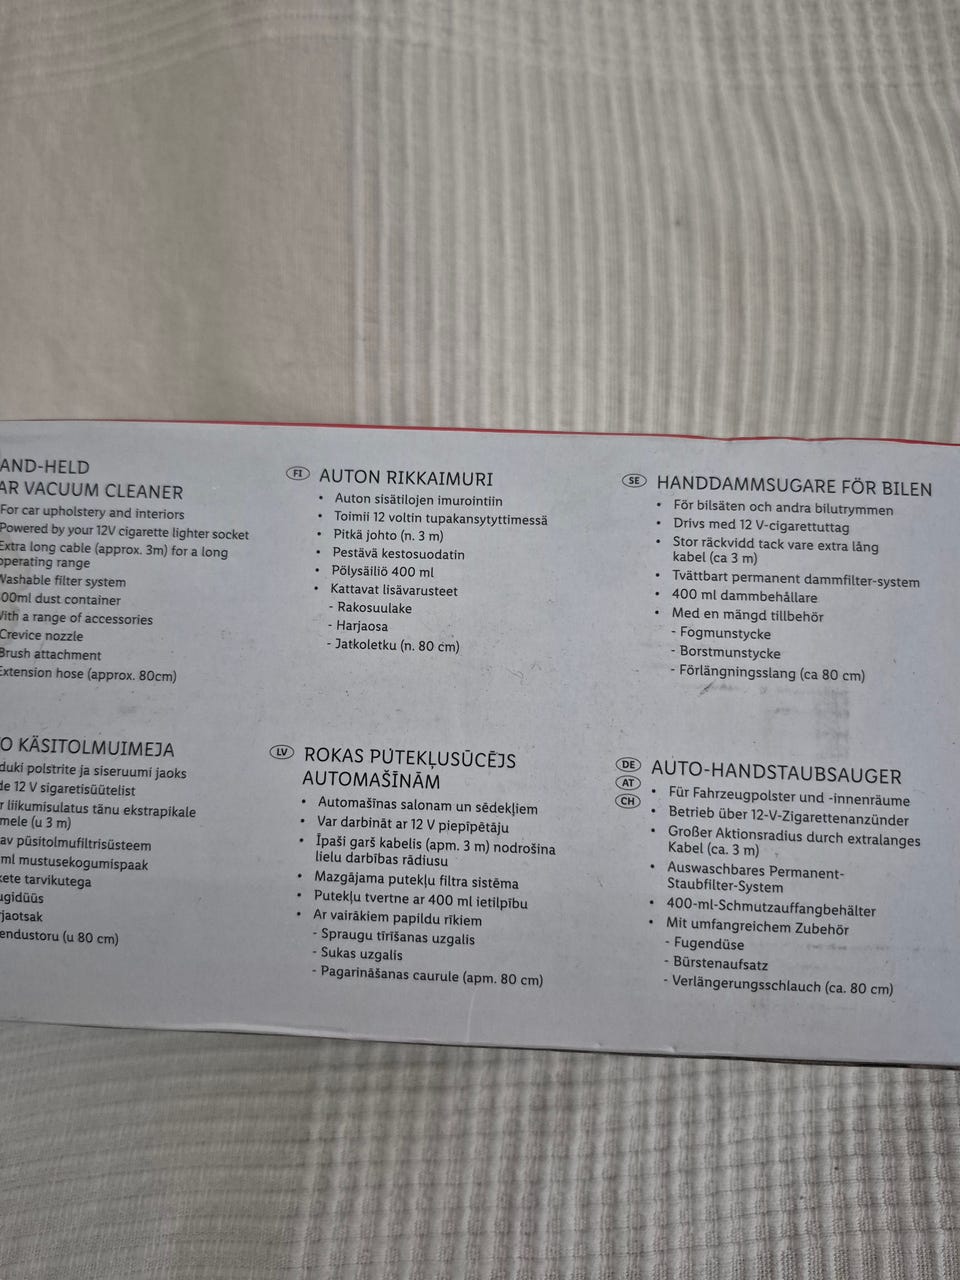 AND-HELD
AR VACUUM CLEANER
For car upholstery and interiors
Powered by your 12V cigarette lighter socket
Extra long cable (approx. 3m) for a long
operating range
Washable filter system
00ml dust container
With a range of accessories
Crevice nozzle
Brush attachment
Extension hose (approx. 80cm)
FI AUTON RIKKAIMURI
• Auton sisätilojen imurointiin
• Toimii 12 voltin tupakansytyttimessä
• Pitkä johto (n. 3 m)
• Pestävä kestosuodatin
• Pölysäiliö 400 ml
• Kattavat lisävarusteet
- Rakosuulake
- Harjaosa
- Jatkoletku (n. 80 cm)
SE HANDDAMMSUGARE FÖR BILEN
• För bilsäten och andra bilutrymmen
• Drivs med 12 V-cigarettuttag
• Stor räckvidd tack vare extra lång
kabel (ca 3 m)
• Tvättbart permanent dammfilter-system
• 400 ml dammbehållare
• Med en mängd tillbehör
- Fogmunstycke
- Borstmunstycke
- Förlängningsslang (ca 80 cm)
O KÄSITOLMUIMEJA
duki polstrite ja siseruumi jaoks
de 12 V sigaretisüütelist
r liikumisulatus tänu ekstrapikale
mele (u 3 m)
av püsitolmufiltrisüsteem
ml mustusekogumispaak
kete tarvikutega
ugidüüs
rjaotsak
endustoru (u 80 cm)
LV ROKAS PUTEKĻUSŪCĒJS
AUTOMAŠĪNĀM
• Automašīnas salonam un sēdekļiem
• Var darbināt ar 12 V piepīpētāju
• Īpaši garš kabelis (apm. 3 m) nodrošina
lielu darbības rādiusu
• Mazgājama putekļu filtra sistēma
• Putekļu tvertne ar 400 ml ietilpību
• Ar vairākiem papildu rīkiem
- Spraugu tīrīšanas uzgalis
- Sukas uzgalis
- Pagarināšanas caurule (apm. 80 cm)
DE AT CH AUTO-HANDSTAUBSAUGER
• Für Fahrzeugpolster und -innenräume
• Betrieb über 12-V-Zigarettenanzünder
• Großer Aktionsradius durch extralanges
Kabel (ca. 3 m)
• Auswaschbares Permanent-
Staubfilter-System
• 400-ml-Schmutzauffangbehälter
• Mit umfangreichem Zubehör
- Fugendüse
- Bürstenaufsatz
- Verlängerungsschlauch (ca. 80 cm)